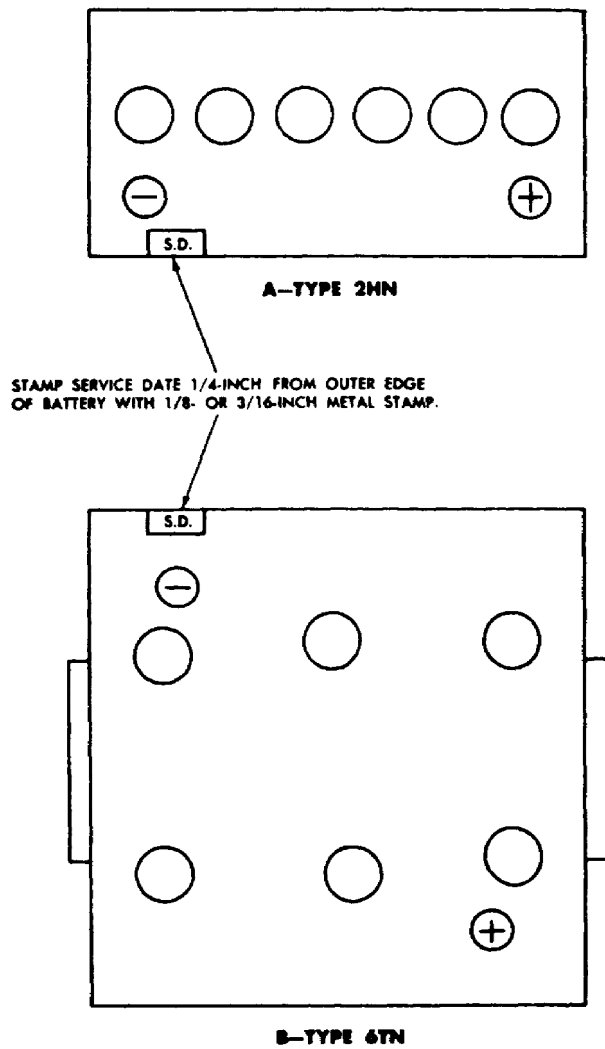 −
+
S.D.
A—TYPE 2HN
STAMP SERVICE DATE 1/4-INCH FROM OUTER EDGE
OF BATTERY WITH 1/8- OR 3/16-INCH METAL STAMP.
S.D.
−
+
B—TYPE 6TN